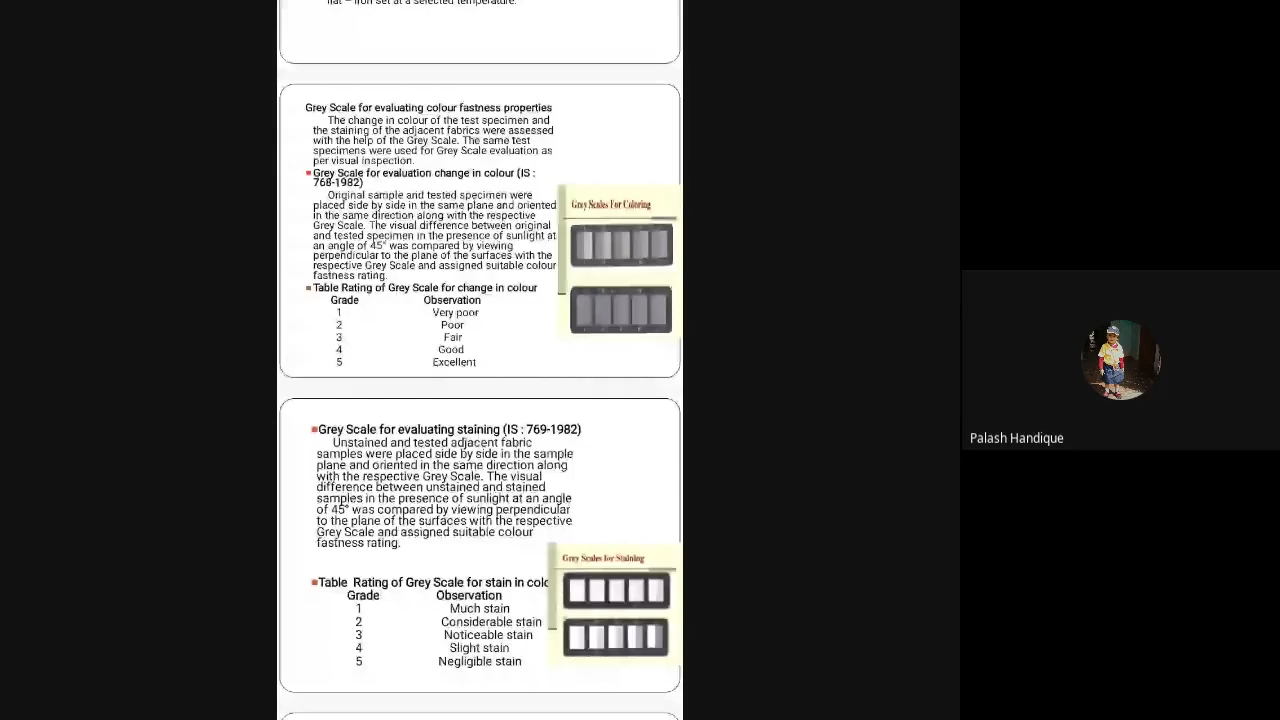 flat – iron set at a selected temperature.
Grey Scale for evaluating colour fastness properties
The change in colour of the test specimen and
the staining of the adjacent fabrics were assessed
with the help of the Grey Scale. The same test
specimens were used for Grey Scale evaluation as
per visual inspection.
Grey Scale for evaluation change in colour (IS :
768-1982)
Original sample and tested specimen were
placed side by side in the same plane and oriented
in the same direction along with the respective
Grey Scale. The visual difference between original
and tested specimen in the presence of sunlight at
an angle of 45° was compared by viewing
perpendicular to the plane of the surfaces with the
respective Grey Scale and assigned suitable colour
fastness rating.
Grey Scales For Coloring
Table Rating of Grey Scale for change in colour
Grade Observation
1 Very poor
2 Poor
3 Fair
4 Good
5 Excellent
Grey Scale for evaluating staining (IS : 769-1982)
Unstained and tested adjacent fabric
samples were placed side by side in the sample
plane and oriented in the same direction along
with the respective Grey Scale. The visual
difference between unstained and stained
samples in the presence of sunlight at an angle
of 45° was compared by viewing perpendicular
to the plane of the surfaces with the respective
Grey Scale and assigned suitable colour
fastness rating.
Grey Scales for Staining
Table Rating of Grey Scale for stain in colo
Grade Observation
1 Much stain
2 Considerable stain
3 Noticeable stain
4 Slight stain
5 Negligible stain
Palash Handique